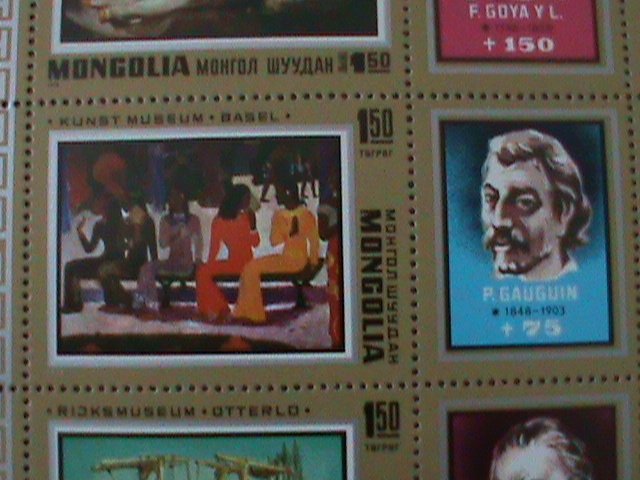 F. GOYA Y L.
+ 150
MONGOLIA МОНГОЛ ШУУДАН 1.50
• KUNST MUSEUM • BASEL •
1.50
ТӨГРӨГ
МОНГОЛ ШУУДАН
MONGOLIA
P. GAUGUIN
* 1848-1903
+ 75
• RIJKSMUSEUM • OTTERLO •
1.50
ТӨГРӨГ